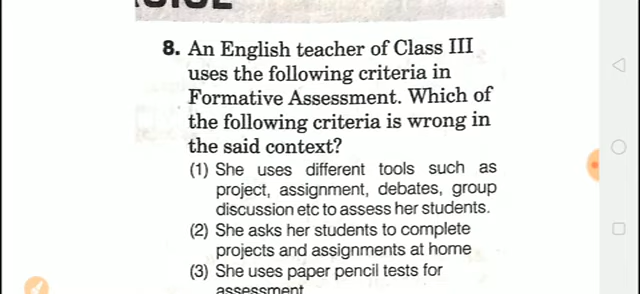 8. An English teacher of Class III
uses the following criteria in
Formative Assessment. Which of
the following criteria is wrong in
the said context?
(1) She uses different tools such as
project, assignment, debates, group
discussion etc to assess her students.
(2) She asks her students to complete
projects and assignments at home
(3) She uses paper pencil tests for
assessment